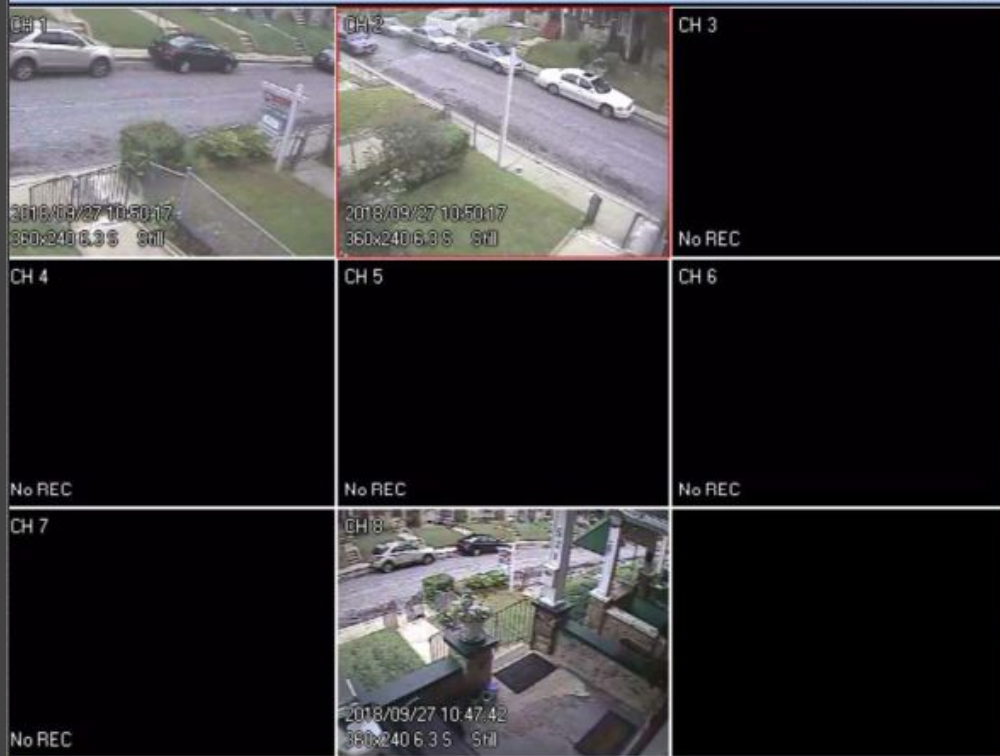 CH 1
2018/09/27 10:50:17
360x240 6.3 S Still
CH 2
2018/09/27 10:50:17
360x240 6.3 S Still
CH 3
No REC
CH 4
No REC
CH 5
No REC
CH 6
No REC
CH 7
No REC
CH 8
2018/09/27 10:47:42
360x240 6.3 S Still